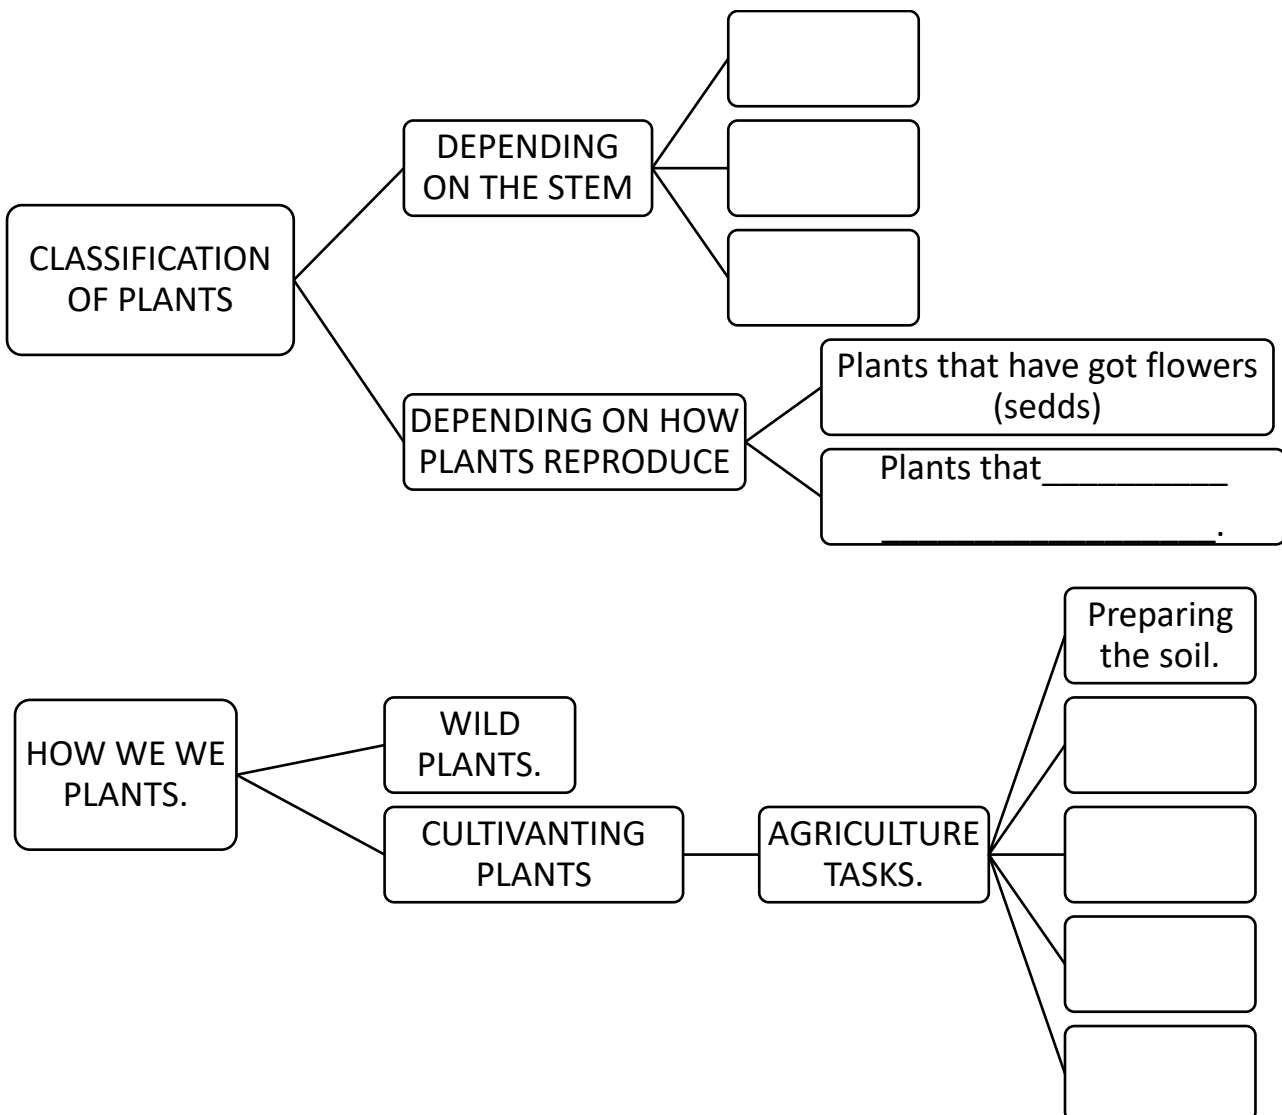 DEPENDING
ON THE STEM
CLASSIFICATION
OF PLANTS
Plants that have got flowers
(sedds)
DEPENDING ON HOW
PLANTS REPRODUCE
Plants that__________
__________________.
Preparing
the soil.
WILD
PLANTS.
HOW WE WE
PLANTS.
CULTIVANTING
PLANTS
AGRICULTURE
TASKS.